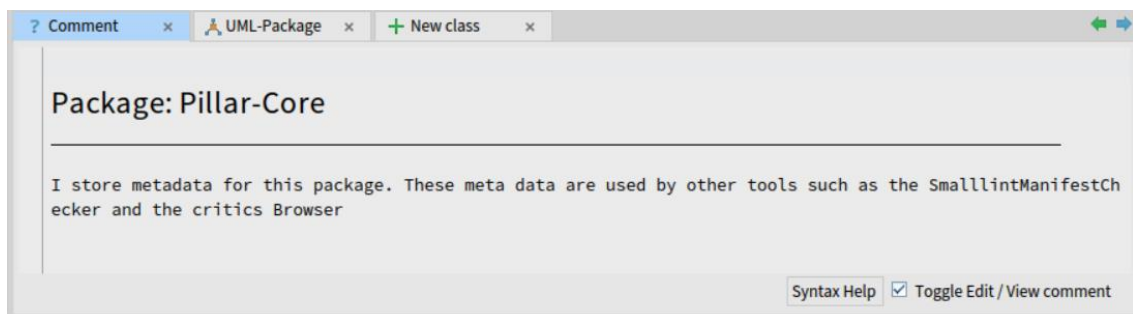 ? Comment × UML-Package × + New class ×
Package: Pillar-Core
I store metadata for this package. These meta data are used by other tools such as the SmalllintManifestCh
ecker and the critics Browser
Syntax Help Toggle Edit / View comment